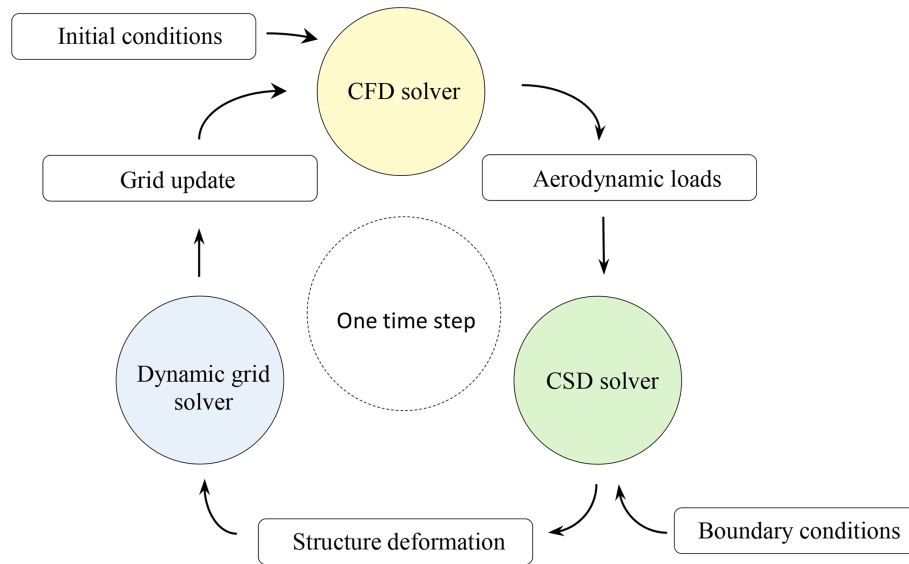 Initial conditions
CFD solver
Grid update
Aerodynamic loads
One time step
Dynamic grid
solver
CSD solver
Structure deformation
Boundary conditions